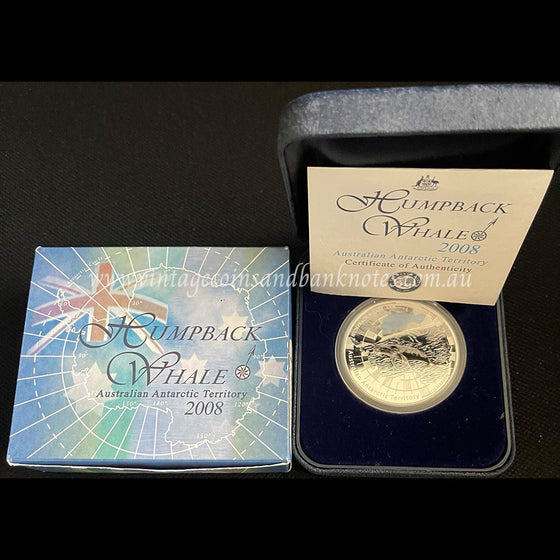 HUMPBACK
WHALE
2008
Australian Antarctic Territory
Certificate of Authenticity
www.vintagecoinsandbanknotes.com.au
HUMPBACK
WHALE
Australian Antarctic Territory
2008
Antarctic Territory